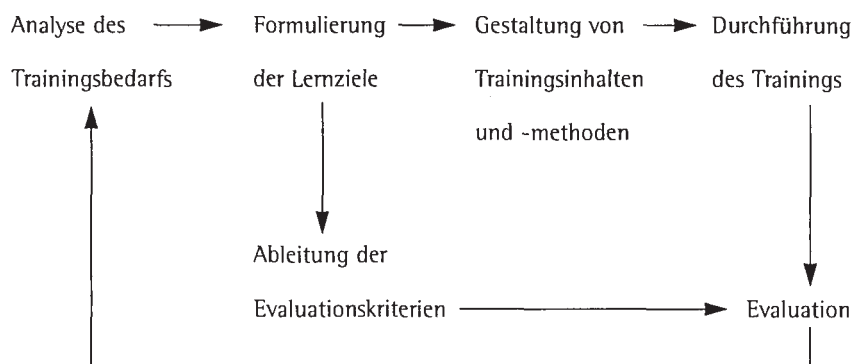 Analyse des
Trainingsbedarfs
Formulierung
der Lernziele
Gestaltung von
Trainingsinhalten
und -methoden
Durchführung
des Trainings
Ableitung der
Evaluationskriterien
Evaluation